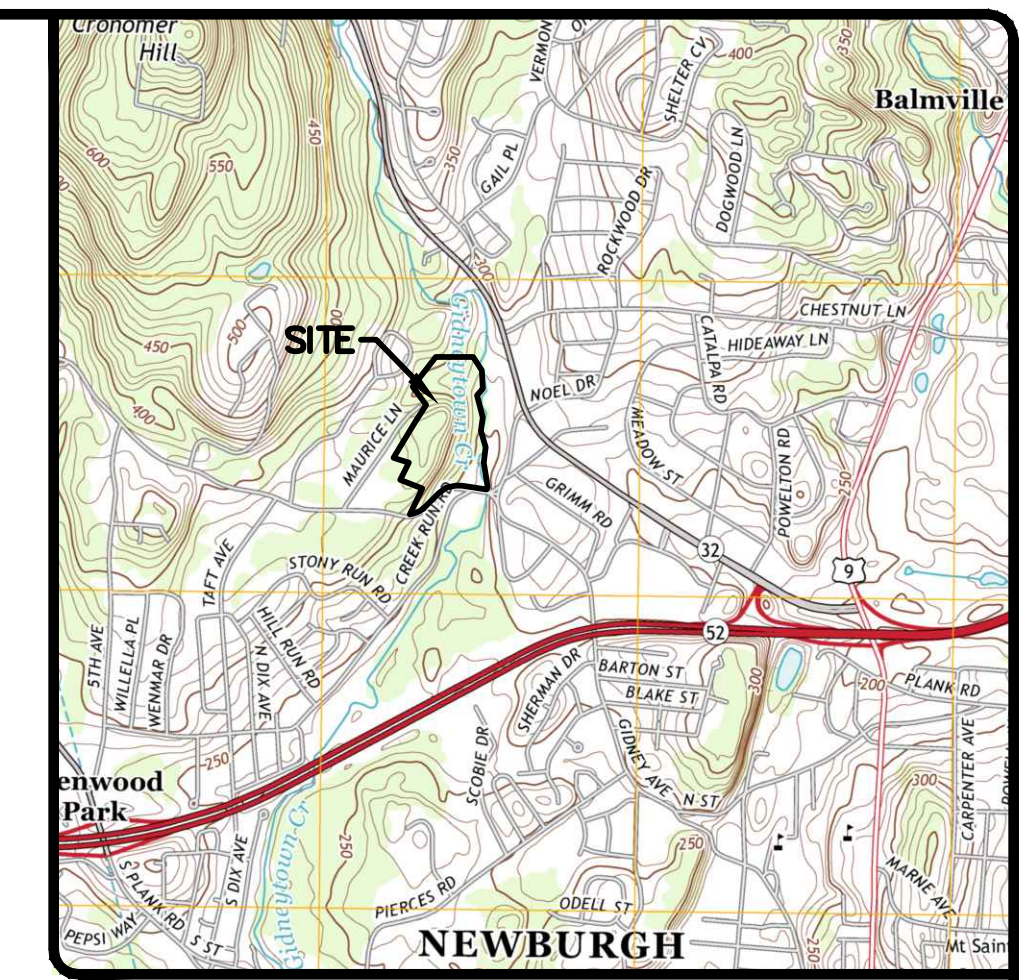 Cronomer
Hill
VERMON
SHELTER CV
400
350
Balmville
450
600
550
350
GAIL PL
DOGWOOD LN
ROCKWOOD DR
300
Gidneytown Cr
CHESTNUT LN
500
SITE
450
CATALPA RD
HIDEAWAY LN
NOEL DR
400
MAURICE LN
MEADOW ST
POWELTON RD
250
GRIMM RD
CREEK RUN RD
32
9
TAFT AVE
STONY RUN RD
52
HILL RUN RD
N DIX AVE
5TH AVE
WILLELLA PL
WENMAR DR
SHERMAN DR
BARTON ST
BLAKE ST
300
200
PLANK RD
GIDNEY AVE
SCOBIE DR
250
N ST
CARPENTER AVE
300
enwood
Park
250
250
S DIX AVE
Gidneytown Cr
S PLANK RD
PEPSI WAY
S ST
PIERCES RD
ODELL ST
MARNE AVE
250
NEWBURGH
Mt Sain